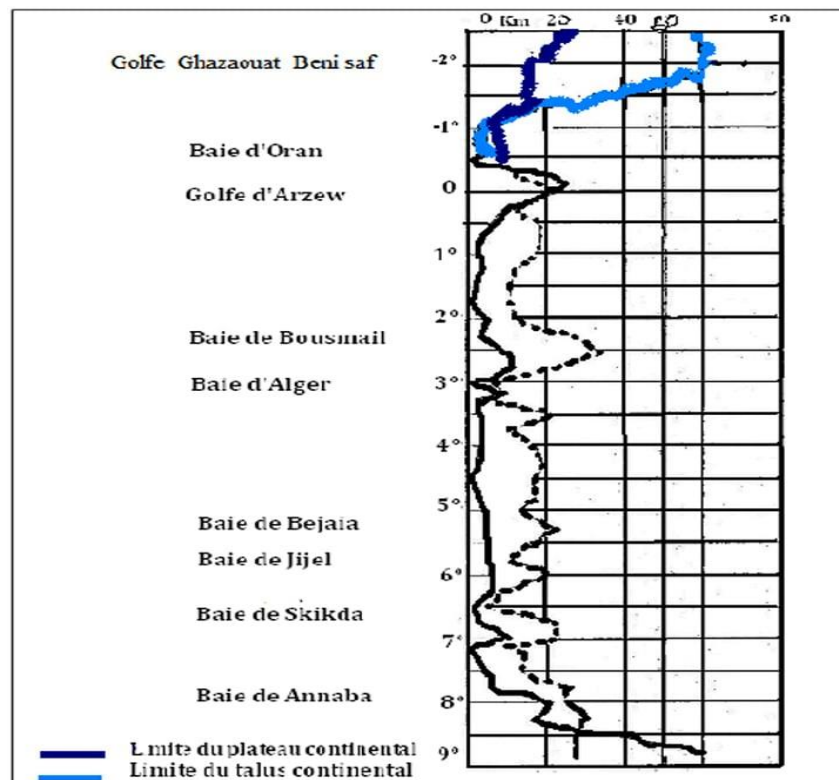 0 Km 20 40 60 80
Golfe Ghazaouat Beni saf
-2°
-1°
Baie d'Oran
0
Golfe d'Arzew
1°
2°
Baie de Bousmail
3°
Baie d'Alger
4°
5°
Baie de Bejaia
Baie de Jijel
6°
Baie de Skikda
7°
Baie de Annaba
8°
9°
Limite du plateau continental
Limite du talus continental